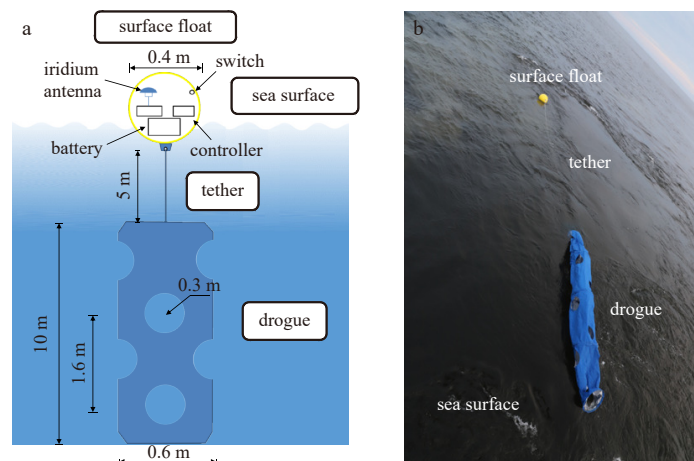 a
surface float
0.4 m
iridium
antenna
switch
sea surface
battery
controller
5 m
tether
0.3 m
10 m
1.6 m
drogue
0.6 m
b
surface float
tether
drogue
sea surface